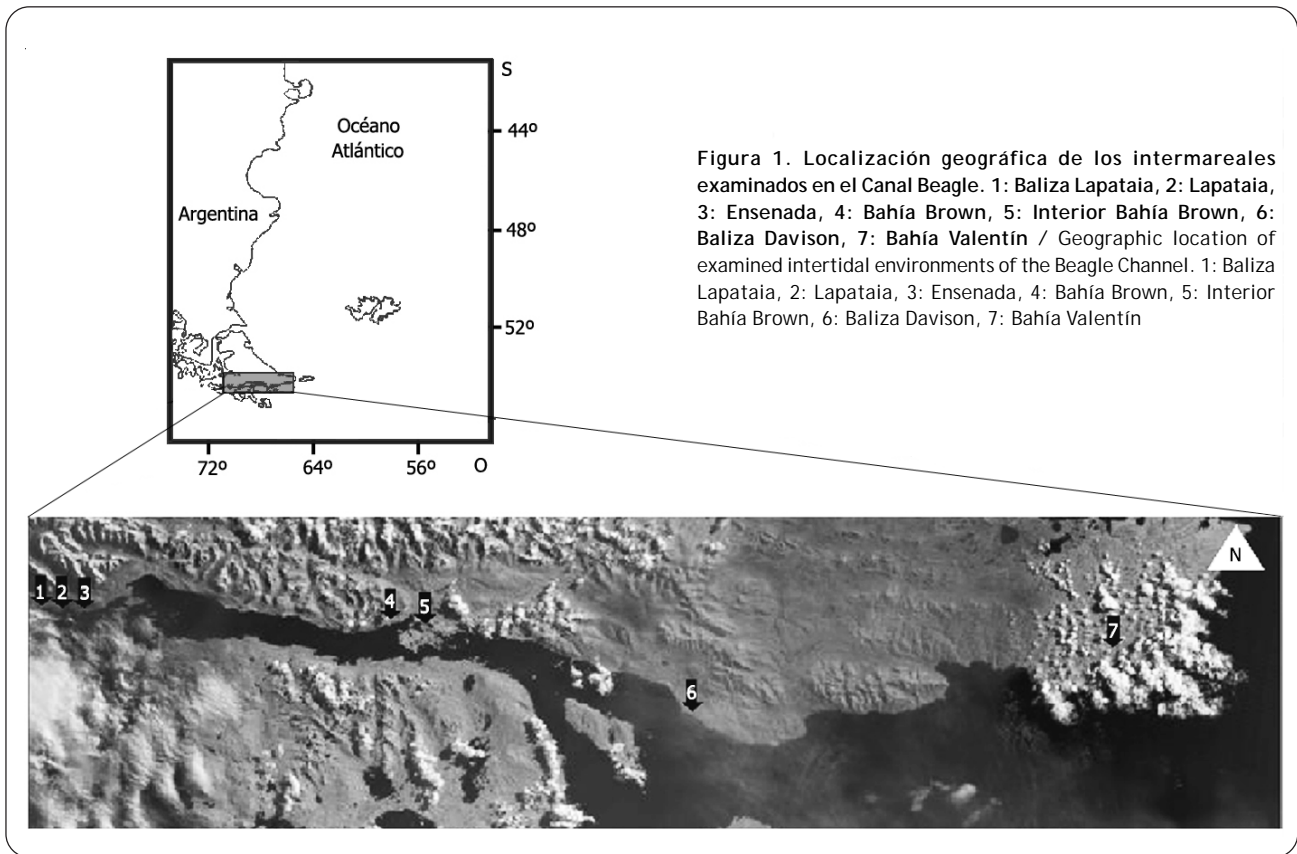 S
Océano
Atlántico
44º
Argentina
48º
52º
72º
64º
56º
O
Figura 1. Localización geográfica de los intermareales
examinados en el Canal Beagle. 1: Baliza Lapataia, 2: Lapataia,
3: Ensenada, 4: Bahía Brown, 5: Interior Bahía Brown, 6:
Baliza Davison, 7: Bahía Valentín / Geographic location of
examined intertidal environments of the Beagle Channel. 1: Baliza
Lapataia, 2: Lapataia, 3: Ensenada, 4: Bahía Brown, 5: Interior
Bahía Brown, 6: Baliza Davison, 7: Bahía Valentín
N
1
2
3
4
5
6
7